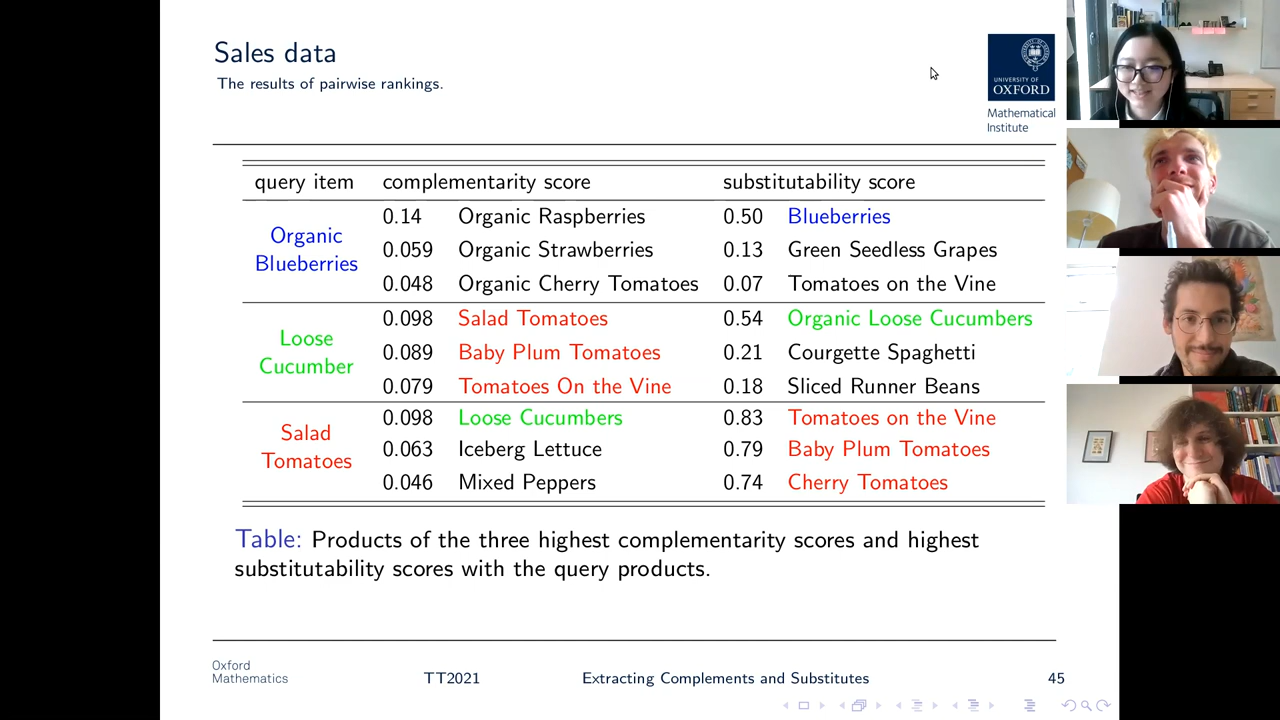 Sales data
The results of pairwise rankings.
UNIVERSITY OF
OXFORD
Mathematical
Institute
query item complementarity score substitutability score
Organic Blueberries
0.14 Organic Raspberries 0.50 Blueberries
0.059 Organic Strawberries 0.13 Green Seedless Grapes
0.048 Organic Cherry Tomatoes 0.07 Tomatoes on the Vine
Loose Cucumber
0.098 Salad Tomatoes 0.54 Organic Loose Cucumbers
0.089 Baby Plum Tomatoes 0.21 Courgette Spaghetti
0.079 Tomatoes On the Vine 0.18 Sliced Runner Beans
Salad Tomatoes
0.098 Loose Cucumbers 0.83 Tomatoes on the Vine
0.063 Iceberg Lettuce 0.79 Baby Plum Tomatoes
0.046 Mixed Peppers 0.74 Cherry Tomatoes
Table: Products of the three highest complementarity scores and highest
substitutability scores with the query products.
Oxford
Mathematics
TT2021 Extracting Complements and Substitutes 45